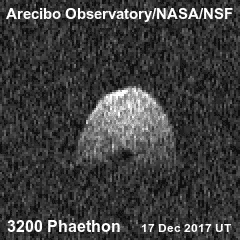 Arecibo Observatory/NASA/NSF
3200 Phaethon 17 Dec 2017 UT